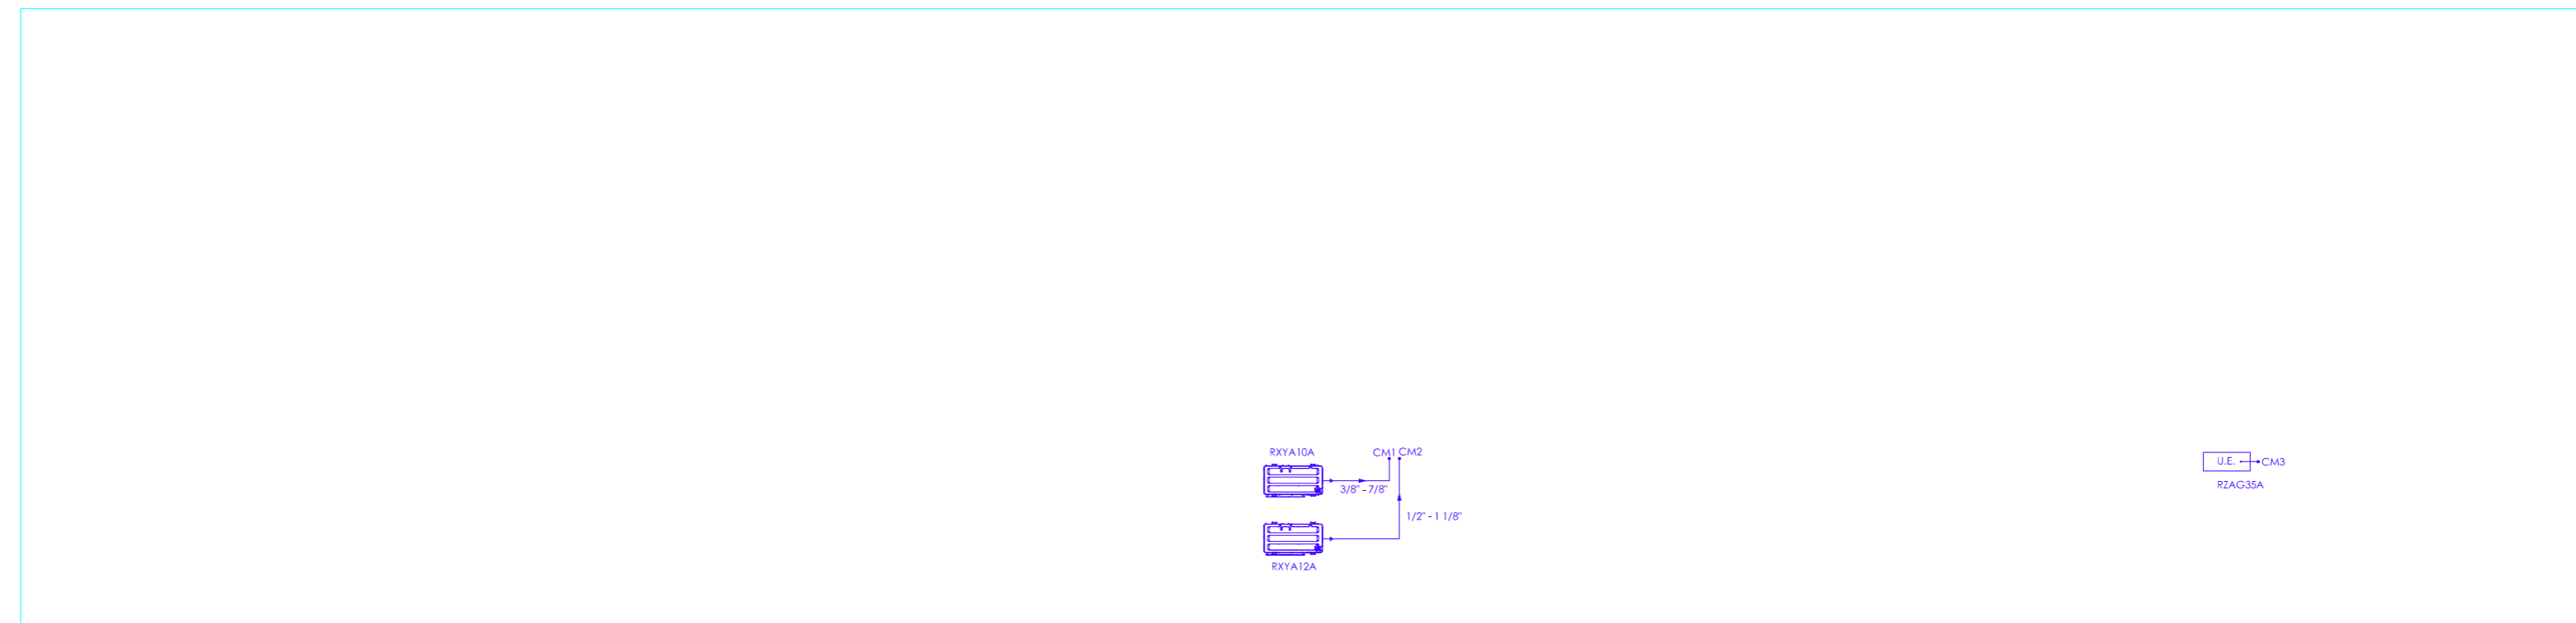 RXYA10A
CM1 CM2
3/8" - 7/8"
1/2" - 1 1/8"
RXYA12A
U.E.
CM3
RZAG35A